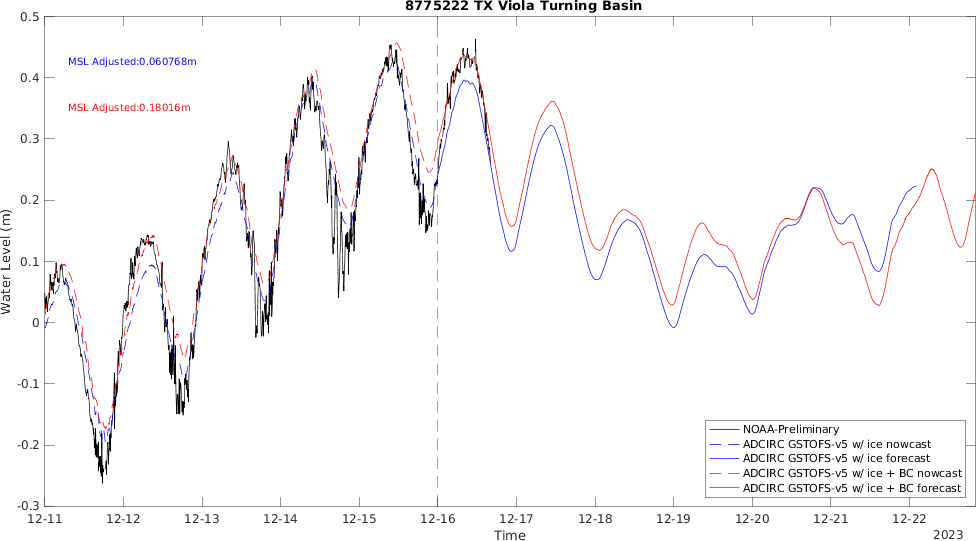 8775222 TX Viola Turning Basin
0.5
0.4
0.3
0.2
0.1
0
-0.1
-0.2
-0.3
Water Level (m)
MSL Adjusted:0.060768m
MSL Adjusted:0.18016m
NOAA-Preliminary
ADCIRC GSTOFS-v5 w/ ice nowcast
ADCIRC GSTOFS-v5 w/ ice forecast
ADCIRC GSTOFS-v5 w/ ice + BC nowcast
ADCIRC GSTOFS-v5 w/ ice + BC forecast
12-11 12-12 12-13 12-14 12-15 12-16 12-17 12-18 12-19 12-20 12-21 12-22
Time
2023